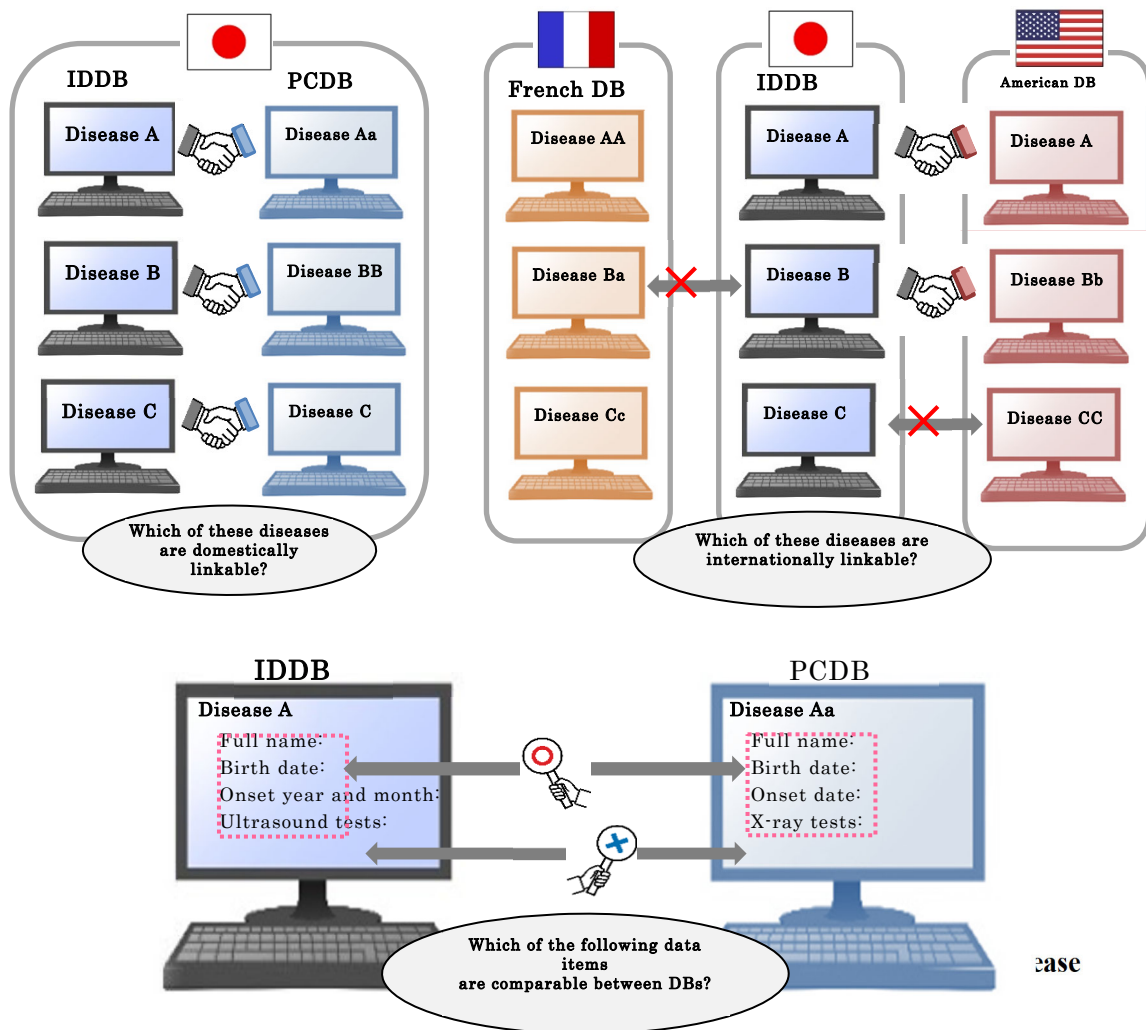 IDDB
PCDB
Disease A
Disease Aa
Disease B
Disease BB
Disease C
Disease C
Which of these diseases
are domestically
linkable?
French DB
IDDB
American DB
Disease AA
Disease A
Disease A
Disease Ba
Disease B
Disease Bb
Disease Cc
Disease C
Disease CC
Which of these diseases are
internationally linkable?
IDDB
Disease A
Full name:
Birth date:
Onset year and month:
Ultrasound tests:
PCDB
Disease Aa
Full name:
Birth date:
Onset date:
X-ray tests:
Which of the following data
items
are comparable between DBs?
ease